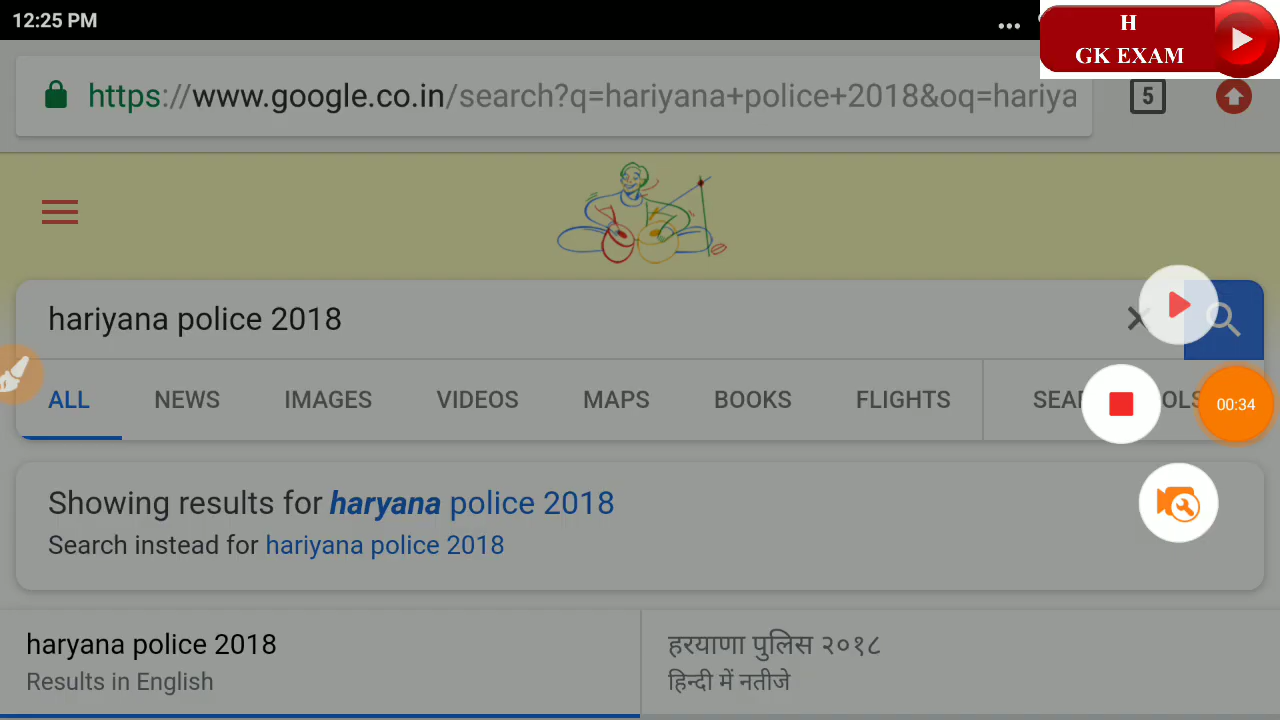 12:25 PM
H
GK EXAM
https://www.google.co.in/search?q=hariyana+police+2018&oq=hariya
5
hariyana police 2018
ALL NEWS IMAGES VIDEOS MAPS BOOKS FLIGHTS
00:34
Showing results for haryana police 2018
Search instead for hariyana police 2018
haryana police 2018
Results in English
हरयाणा पुलिस २०१८
हिन्दी में नतीजे